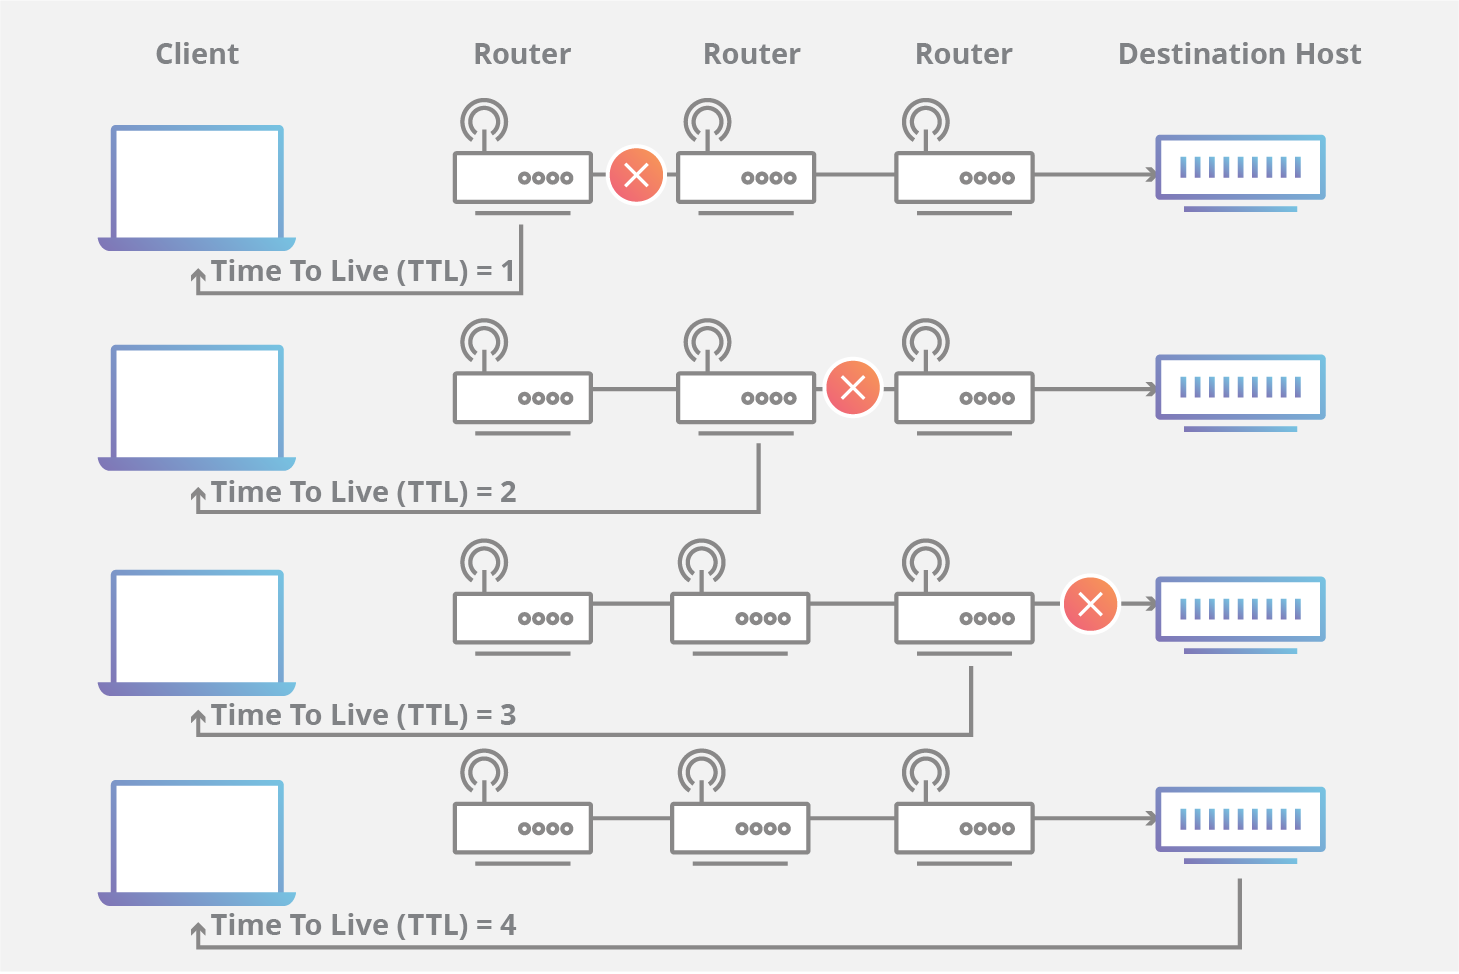 Client
Router
Router
Router
Destination Host
Time To Live (TTL) = 1
Time To Live (TTL) = 2
Time To Live (TTL) = 3
Time To Live (TTL) = 4